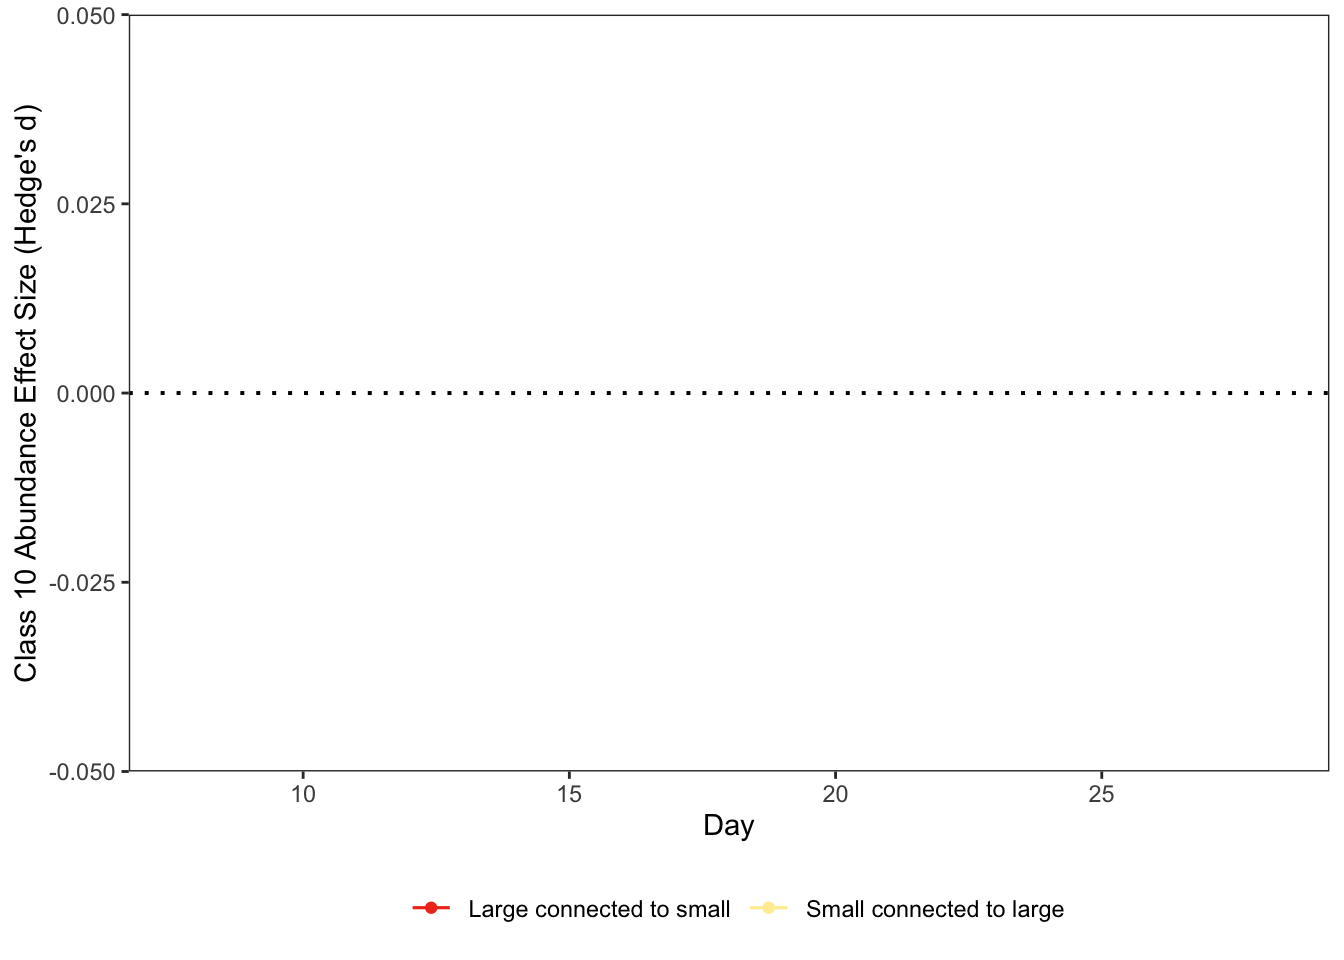 Class 10 Abundance Effect Size (Hedge's d)
0.050
0.025
0.000
-0.025
-0.050
10 15 20 25
Day
Large connected to small Small connected to large